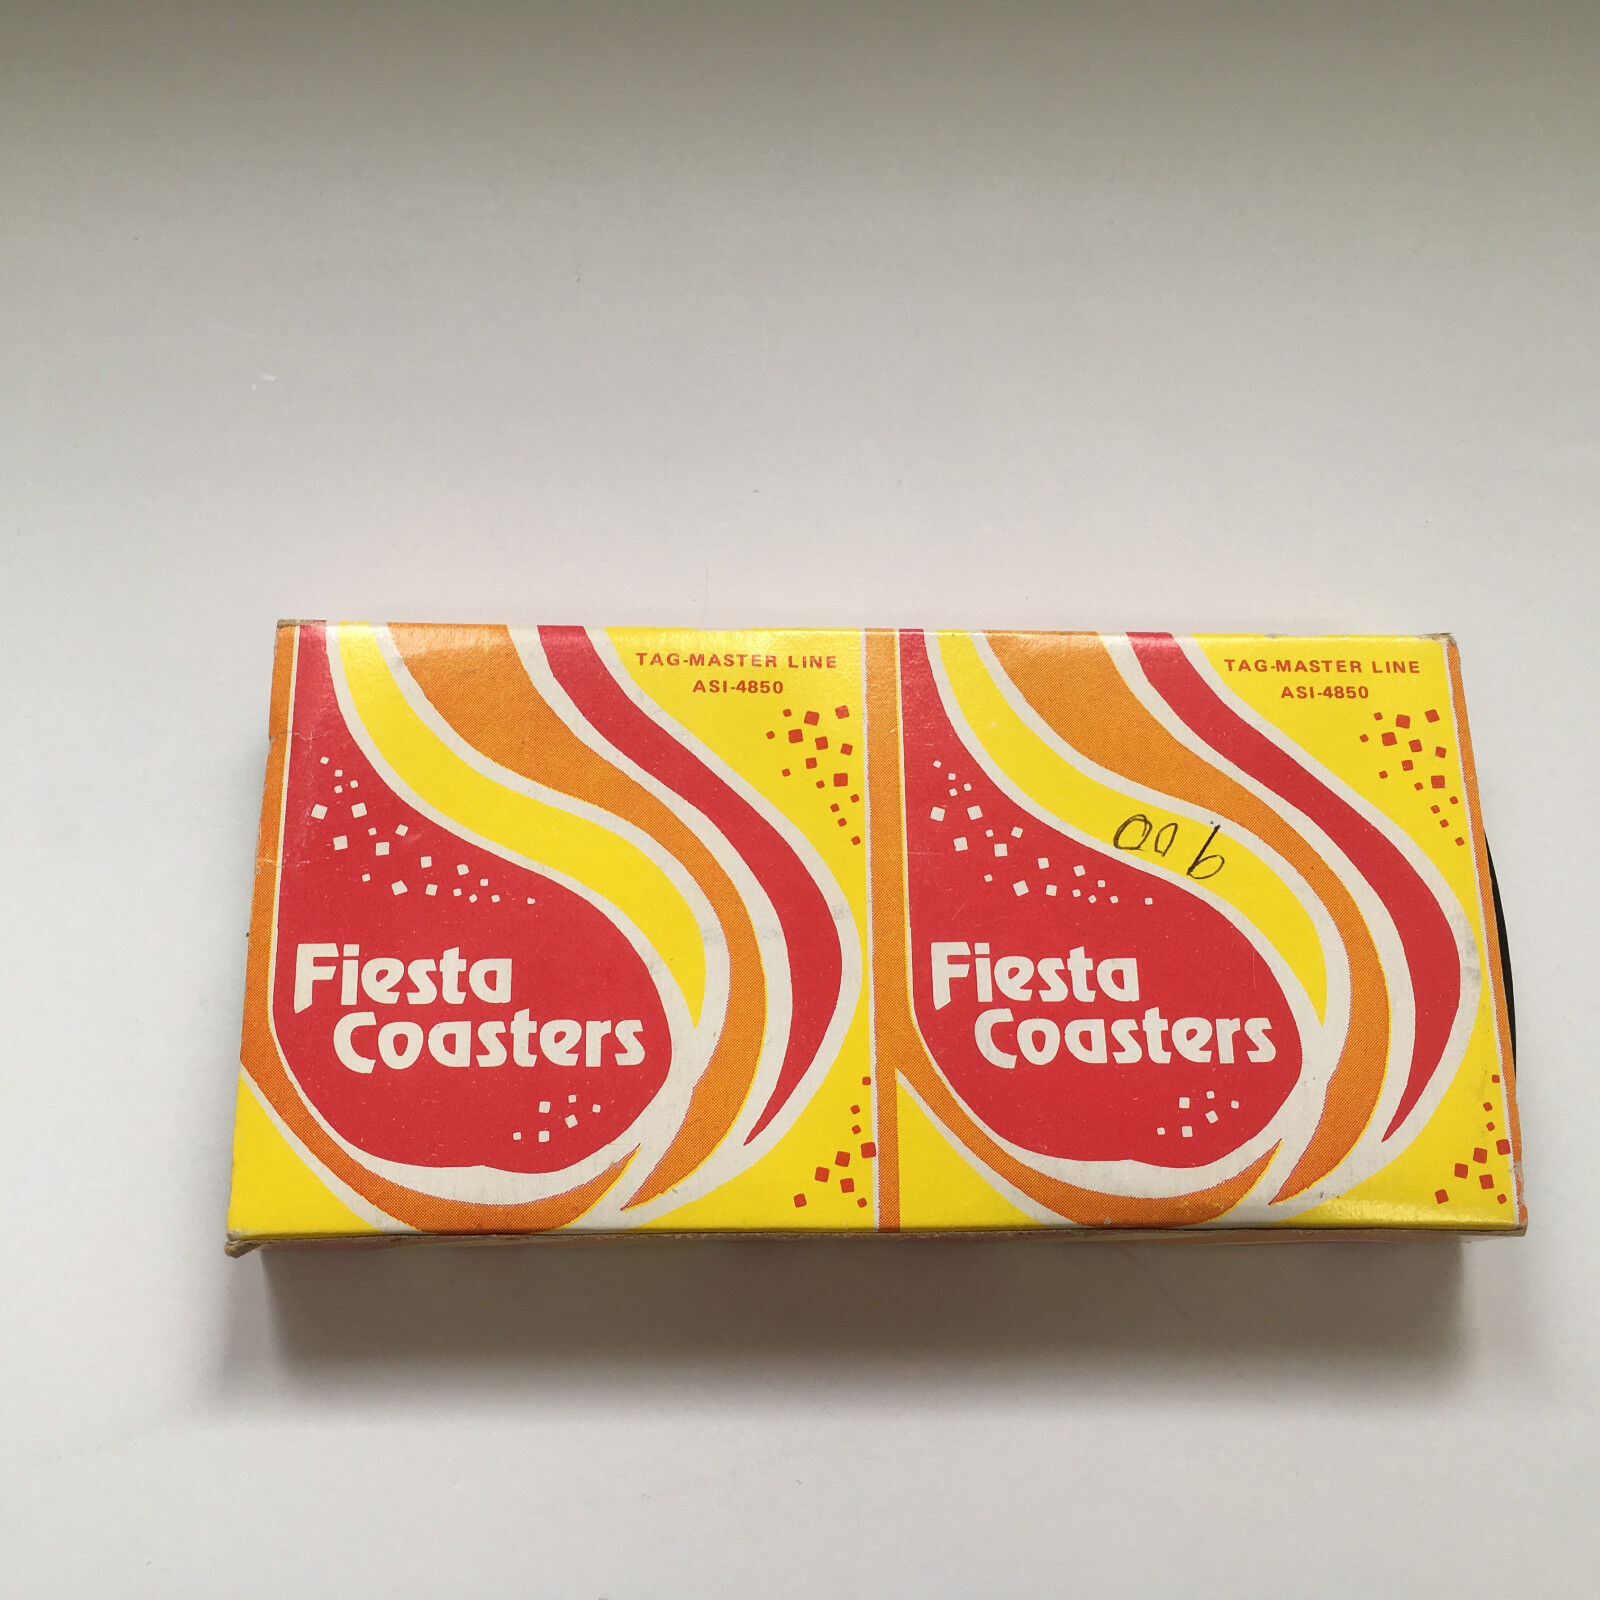 TAG-MASTER LINE
ASI-4850
Fiesta
Coasters
TAG-MASTER LINE
ASI-4850
900
Fiesta
Coasters